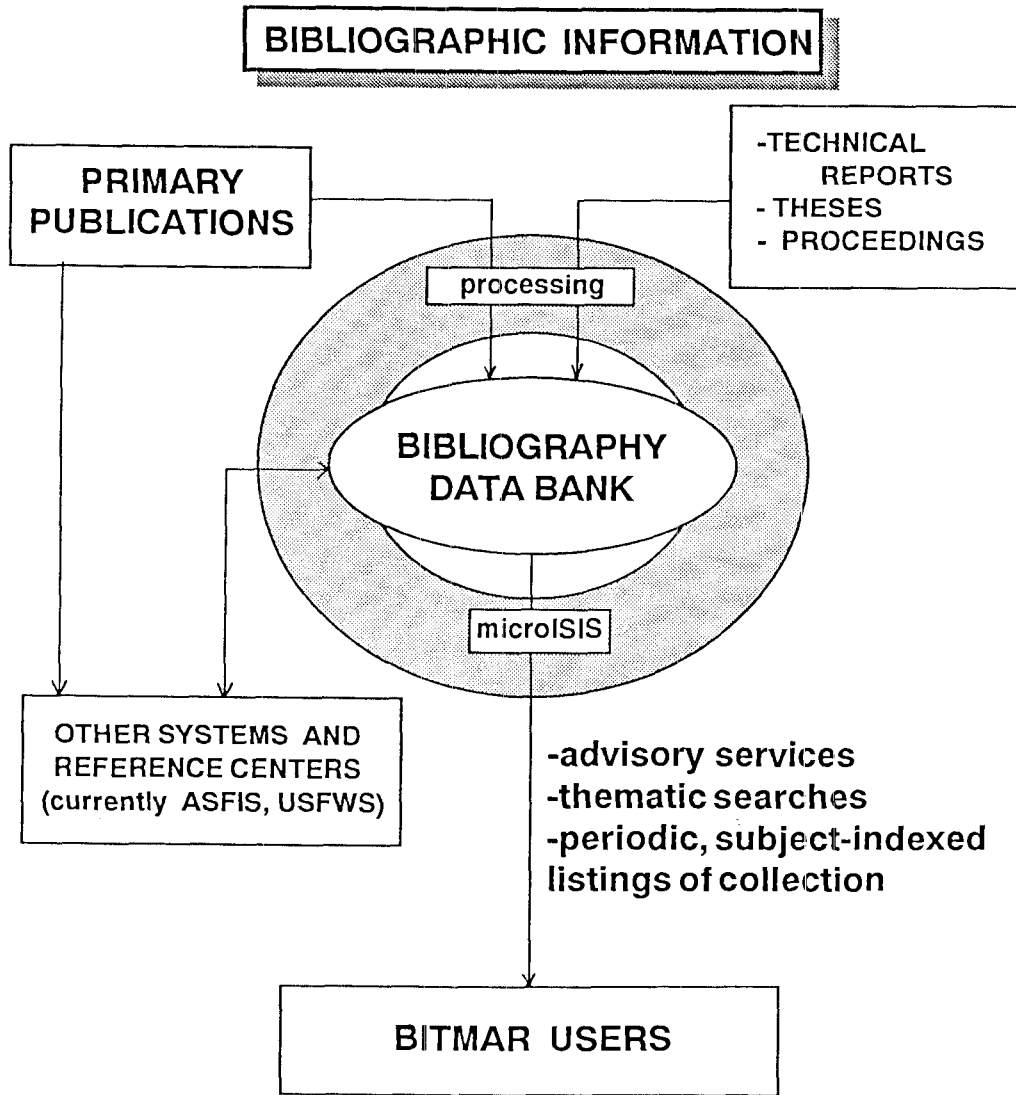 BIBLIOGRAPHIC INFORMATION
PRIMARY
PUBLICATIONS
-TECHNICAL
REPORTS
- THESES
- PROCEEDINGS
processing
BIBLIOGRAPHY
DATA BANK
microISIS
OTHER SYSTEMS AND
REFERENCE CENTERS
(currently ASFIS, USFWS)
-advisory services
-thematic searches
-periodic, subject-indexed
listings of collection
BITMAR USERS